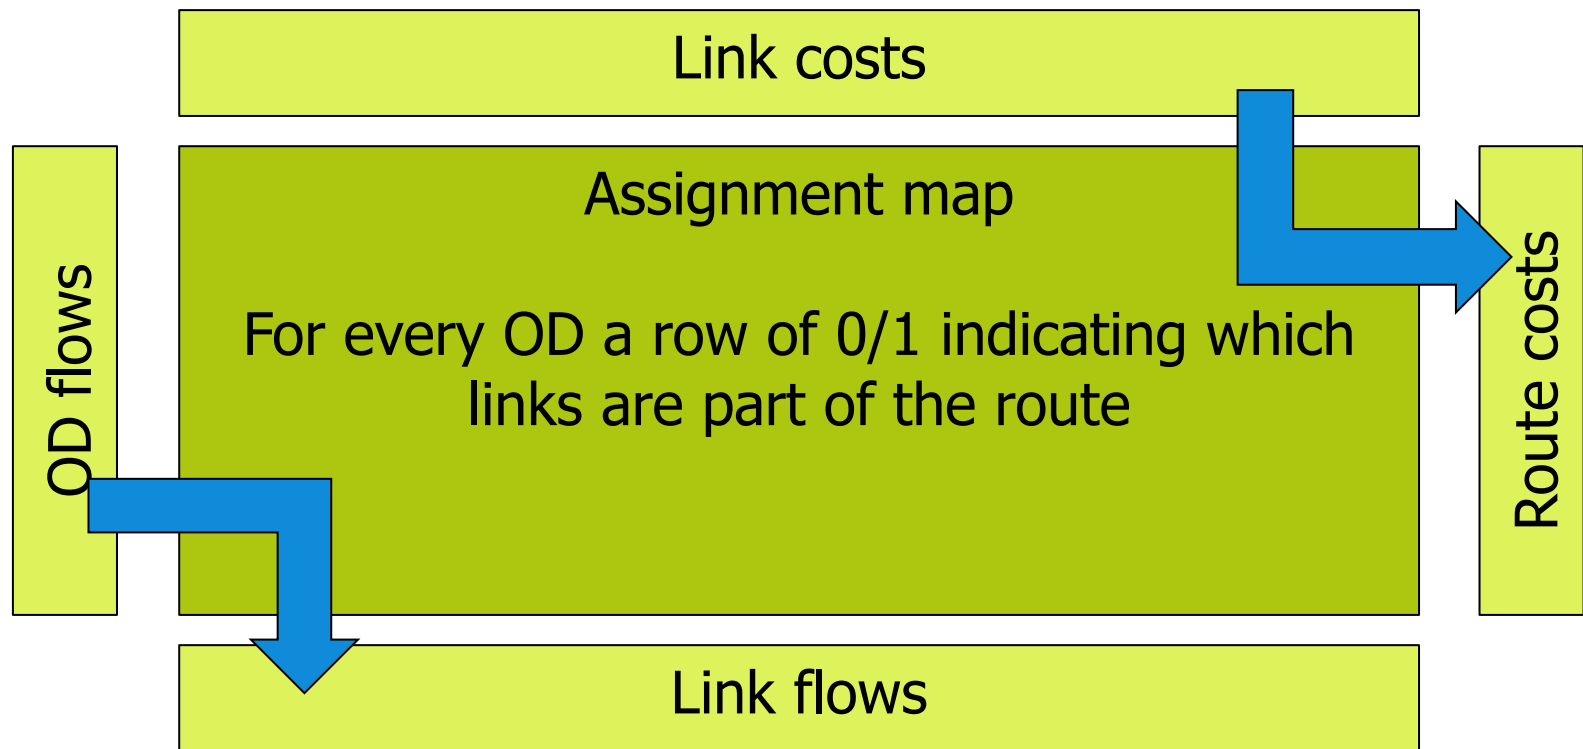 Link costs
OD flows
Assignment map
For every OD a row of 0/1 indicating which
links are part of the route
Route costs
Link flows